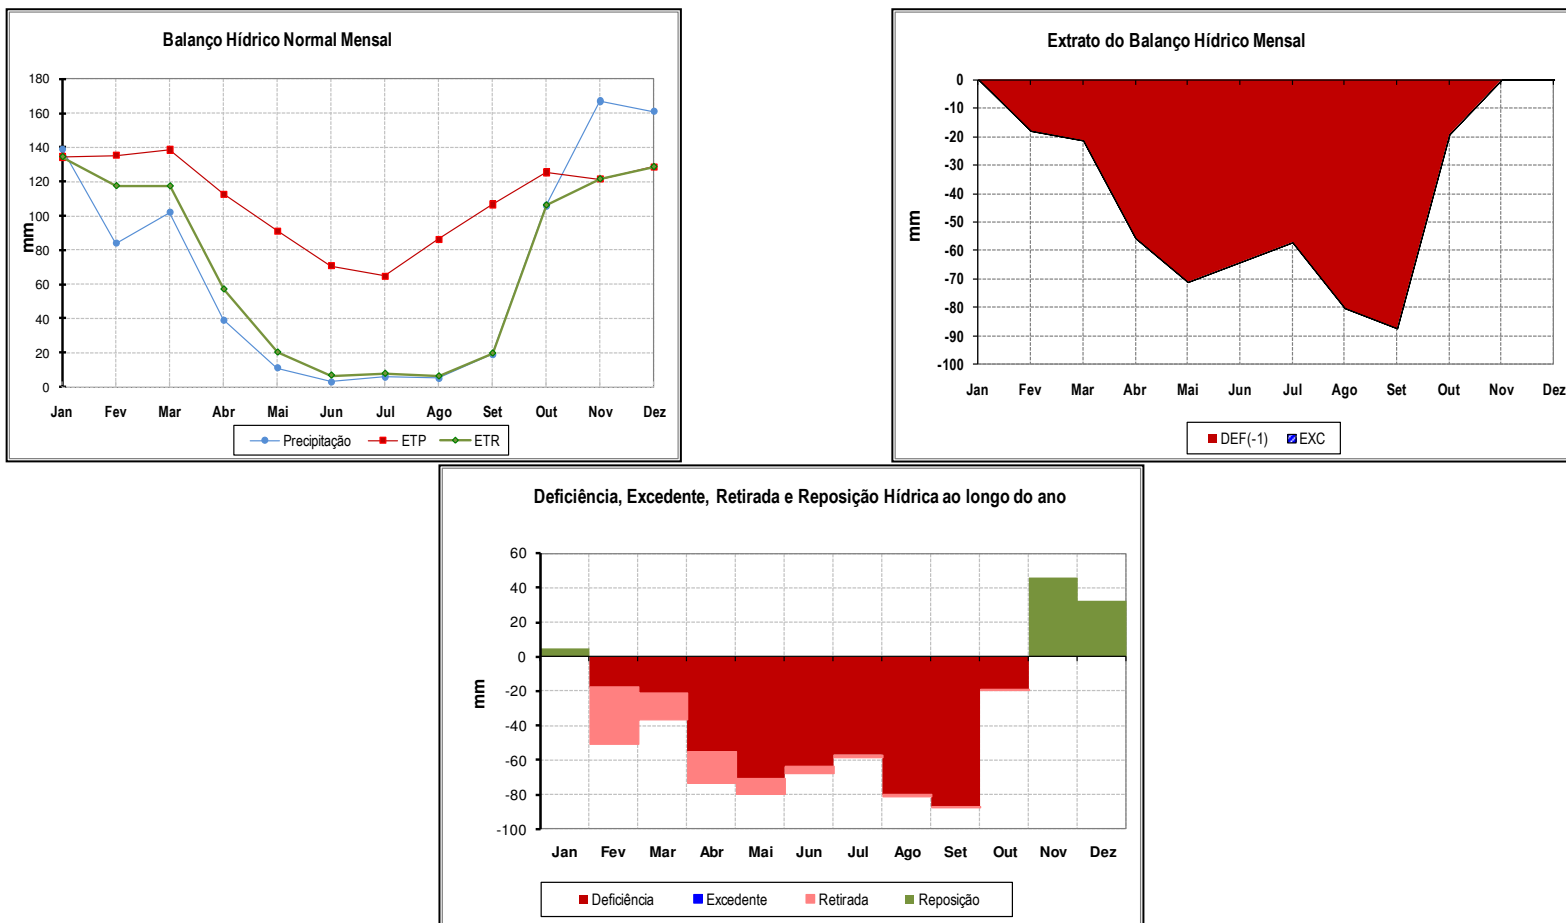 Balanço Hídrico Normal Mensal
180
160
140
120
100
80
60
40
20
0
mm
Jan Fev Mar Abr Mai Jun Jul Ago Set Out Nov Dez
Precipitação ETP ETR
Extrato do Balanço Hídrico Mensal
0
-10
-20
-30
-40
-50
-60
-70
-80
-90
-100
mm
Jan Fev Mar Abr Mai Jun Jul Ago Set Out Nov Dez
DEF(-1) EXC
Deficiência, Excedente, Retirada e Reposição Hídrica ao longo do ano
60
40
20
0
-20
-40
-60
-80
-100
mm
Jan Fev Mar Abr Mai Jun Jul Ago Set Out Nov Dez
Deficiência Excedente Retirada Reposição